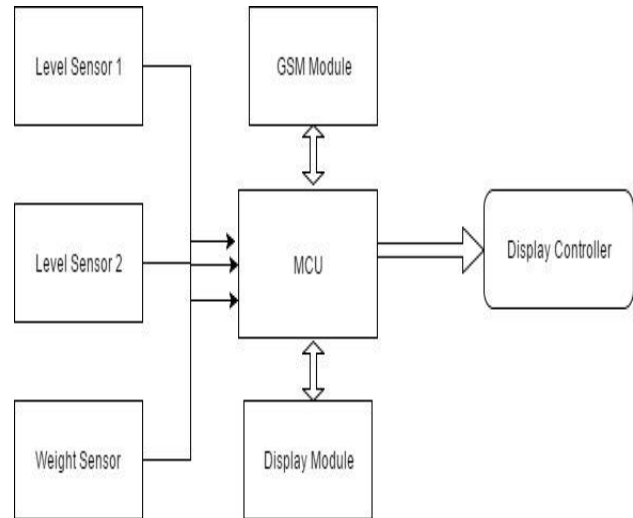 Level Sensor 1
GSM Module
Level Sensor 2
MCU
Display Controller
Weight Sensor
Display Module